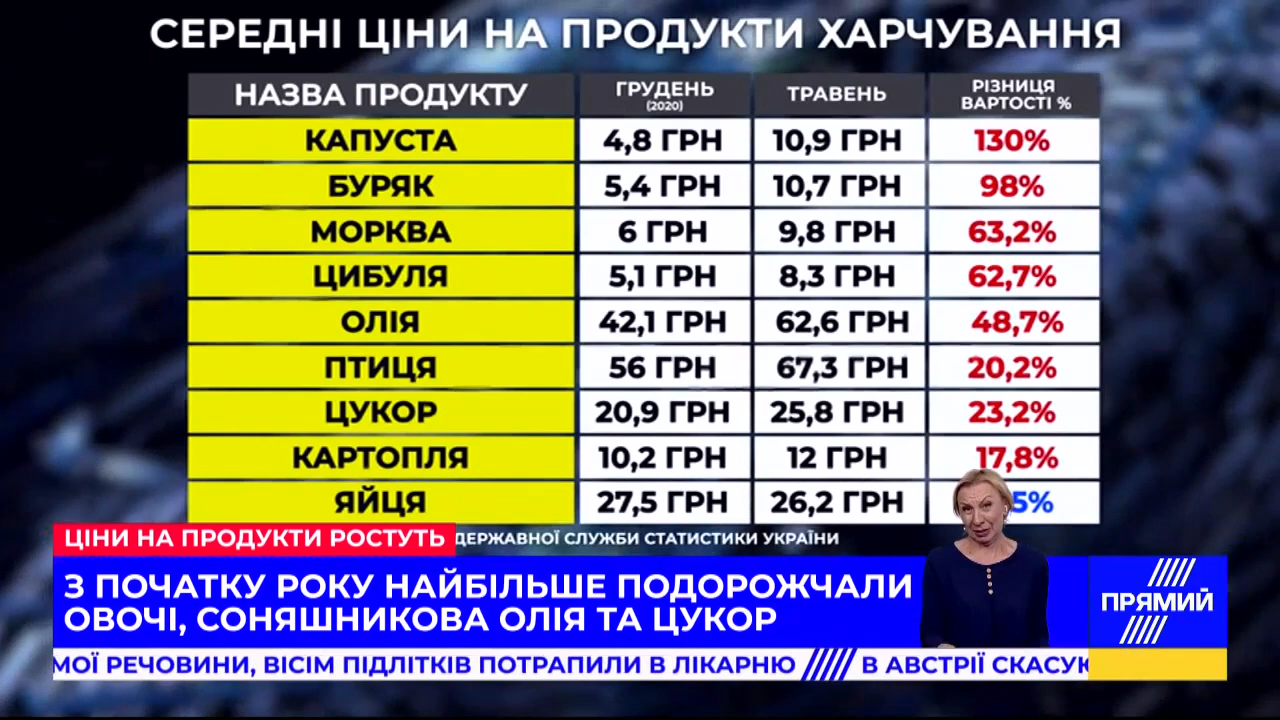 СЕРЕДНІ ЦІНИ НА ПРОДУКТИ ХАРЧУВАННЯ
НАЗВА ПРОДУКТУ ГРУДЕНЬ (2020) ТРАВЕНЬ РІЗНИЦЯ ВАРТОСТІ %
КАПУСТА 4,8 ГРН 10,9 ГРН 130%
БУРЯК 5,4 ГРН 10,7 ГРН 98%
МОРКВА 6 ГРН 9,8 ГРН 63,2%
ЦИБУЛЯ 5,1 ГРН 8,3 ГРН 62,7%
ОЛІЯ 42,1 ГРН 62,6 ГРН 48,7%
ПТИЦЯ 56 ГРН 67,3 ГРН 20,2%
ЦУКОР 20,9 ГРН 25,8 ГРН 23,2%
КАРТОПЛЯ 10,2 ГРН 12 ГРН 17,8%
ЯЙЦЯ 27,5 ГРН 26,2 ГРН 5%
ЦІНИ НА ПРОДУКТИ РОСТУТЬ
ДЕРЖАВНОЇ СЛУЖБИ СТАТИСТИКИ УКРАЇНИ
З ПОЧАТКУ РОКУ НАЙБІЛЬШЕ ПОДОРОЖЧАЛИ
ОВОЧІ, СОНЯШНИКОВА ОЛІЯ ТА ЦУКОР
ПРЯМИЙ
МОЇ РЕЧОВИНИ, ВІСІМ ПІДЛІТКІВ ПОТРАПИЛИ В ЛІКАРНЮ //// В АВСТРІЇ СКАСУЮ